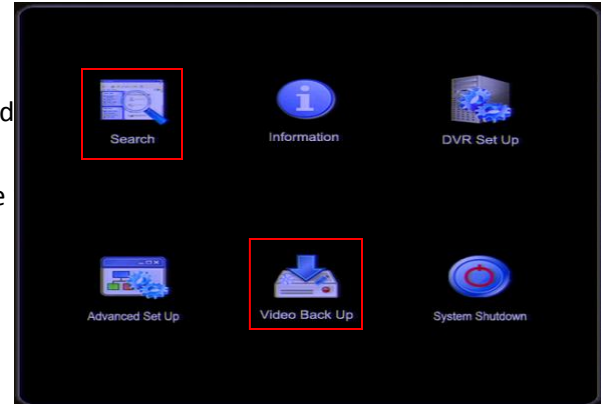 d
Search
Information
DVR Set Up
e
Advanced Set Up
Video Back Up
System Shutdown